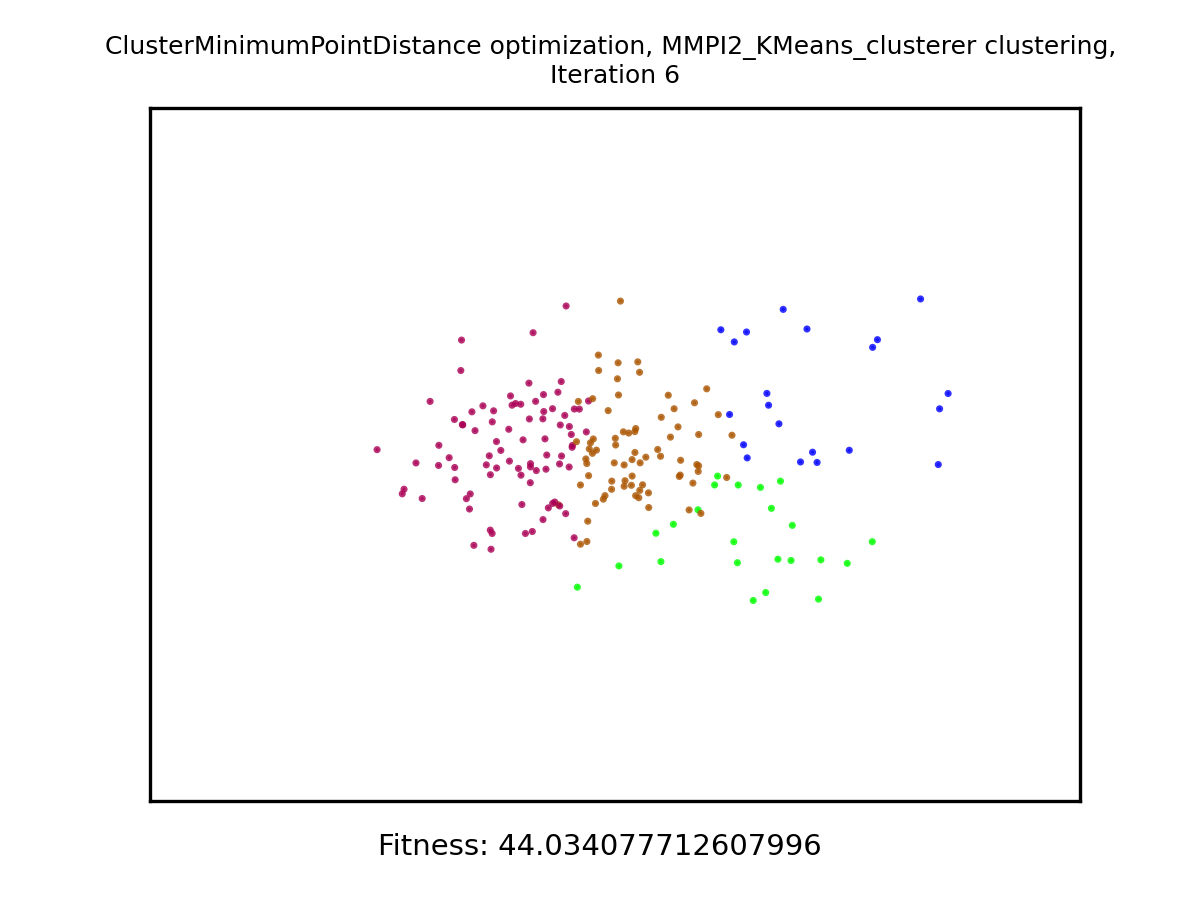 ClusterMinimumPointDistance optimization, MMPI2_KMeans_clusterer clustering,
Iteration 6
Fitness: 44.034077712607996